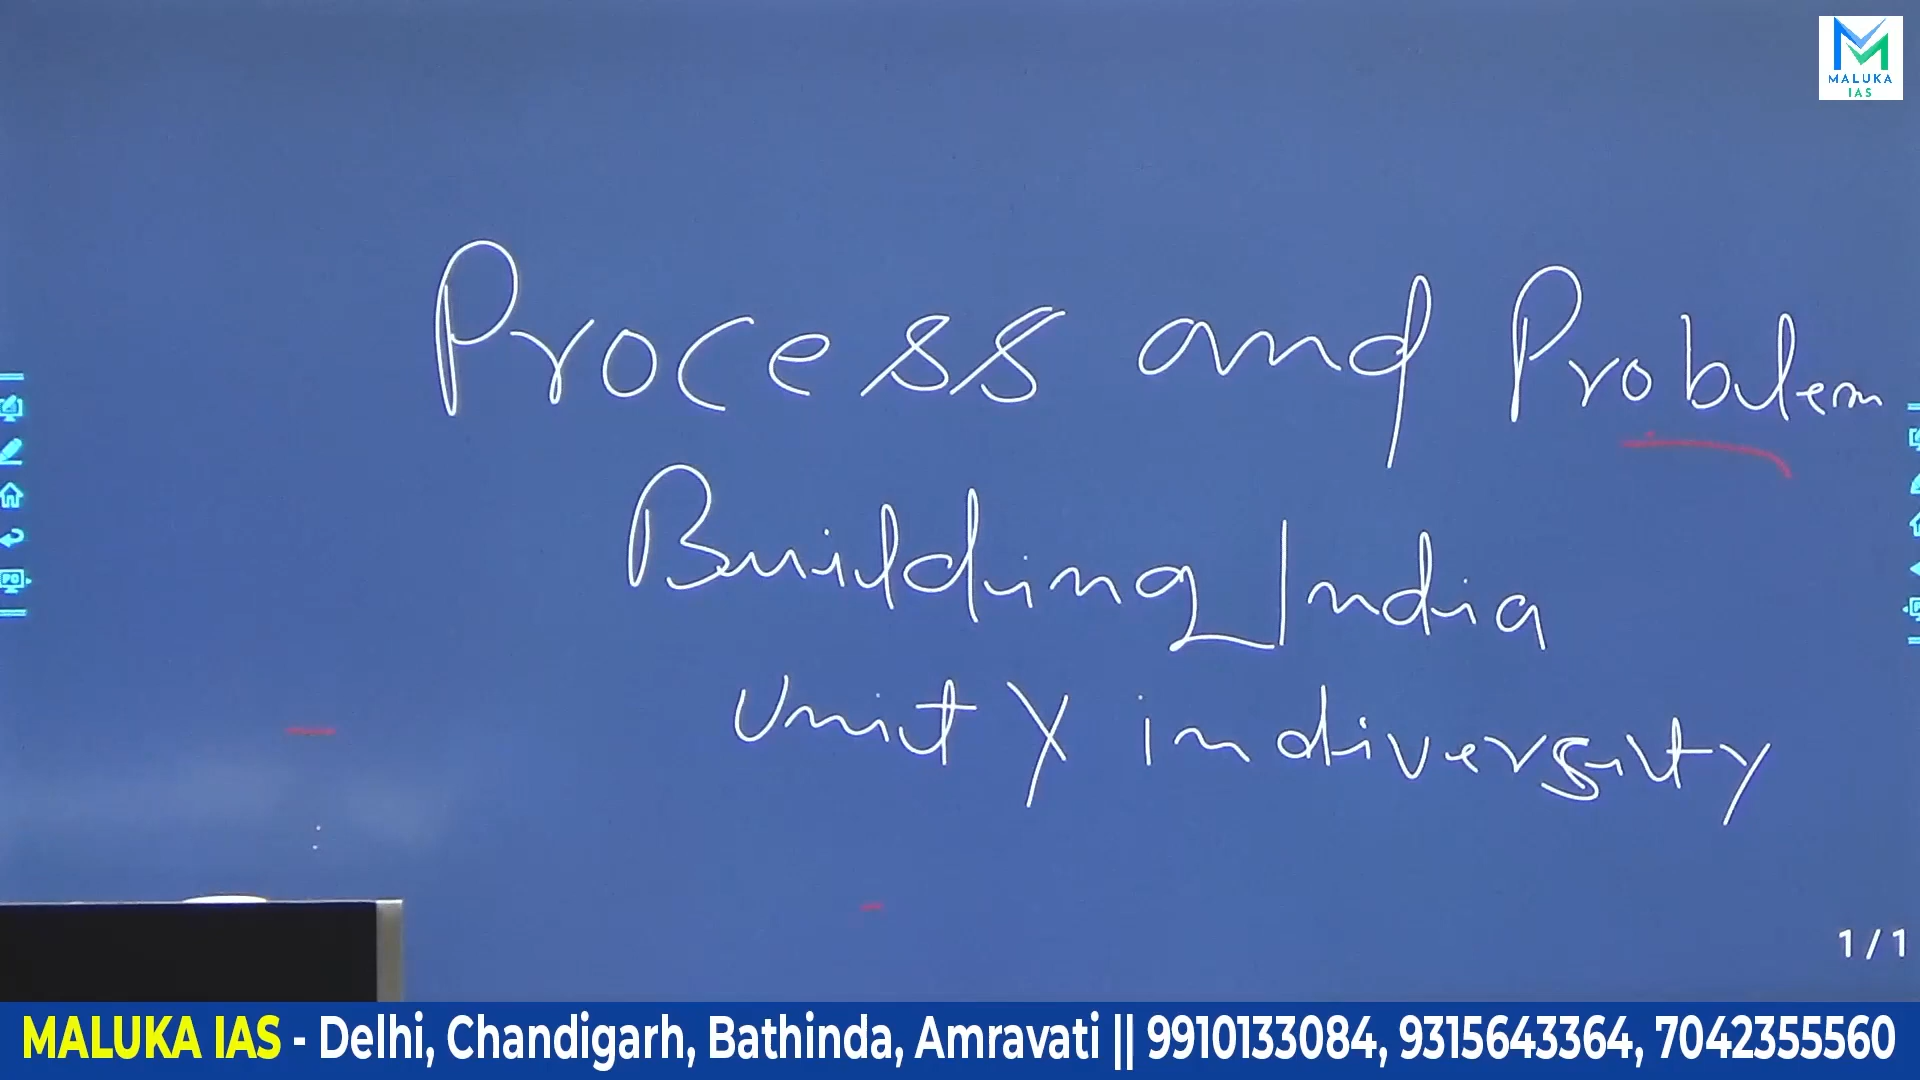 MALUKA
IAS
Process and Problem
Building India
Unity in diversity
1/1
MALUKA IAS - Delhi, Chandigarh, Bathinda, Amravati || 9910133084, 9315643364, 7042355560